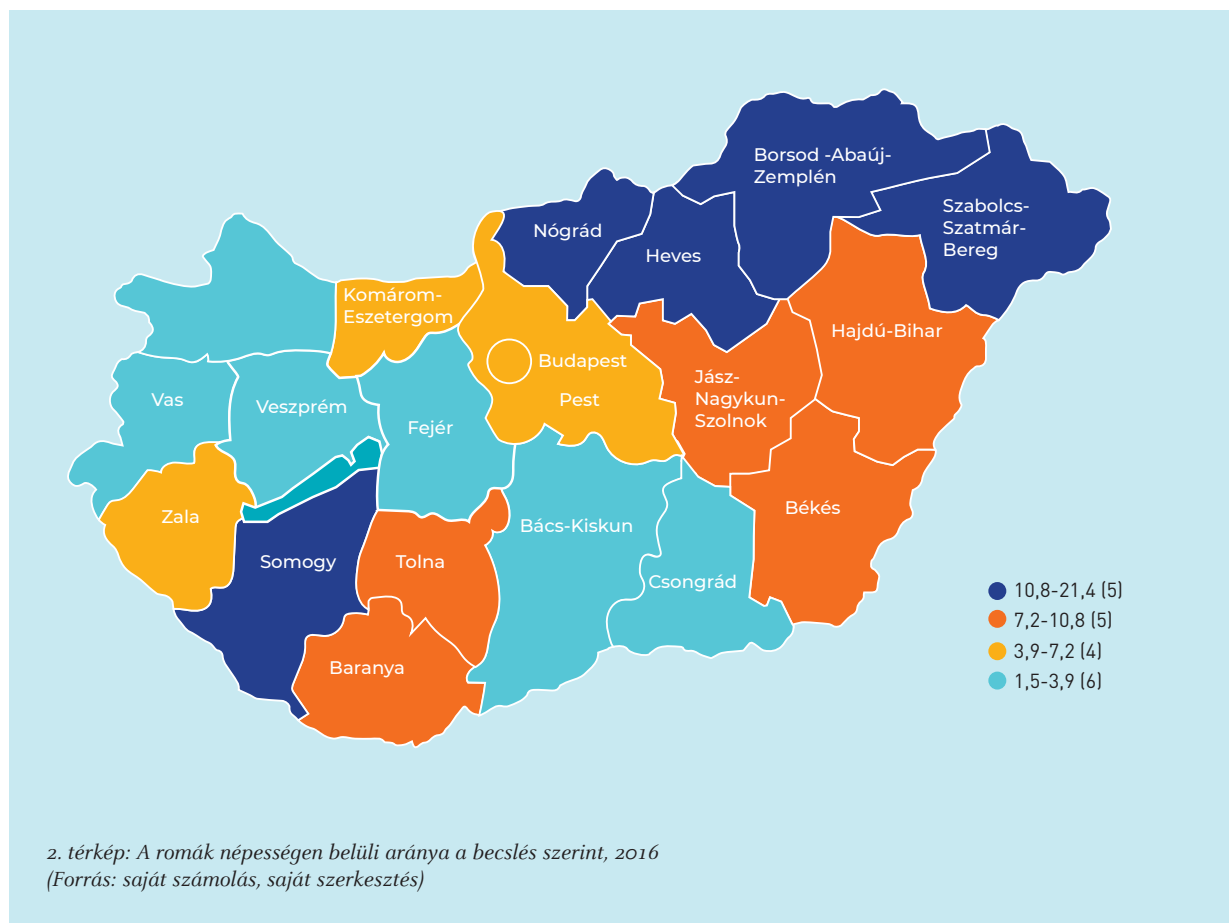 Borsod -Abaúj-
Zemplén
Szabolcs-
Szatmár-
Bereg
Nógrád
Heves
Komárom-
Eszetergom
Hajdú-Bihar
Budapest
Pest
Jász-
Nagykun-
Szolnok
Vas
Veszprém
Fejér
Zala
Békés
Bács-Kiskun
Somogy
Tolna
Csongrád
Baranya
10,8-21,4 (5)
7,2-10,8 (5)
3,9-7,2 (4)
1,5-3,9 (6)
2. térkép: A romák népességen belüli aránya a becslés szerint, 2016
(Forrás: saját számolás, saját szerkesztés)